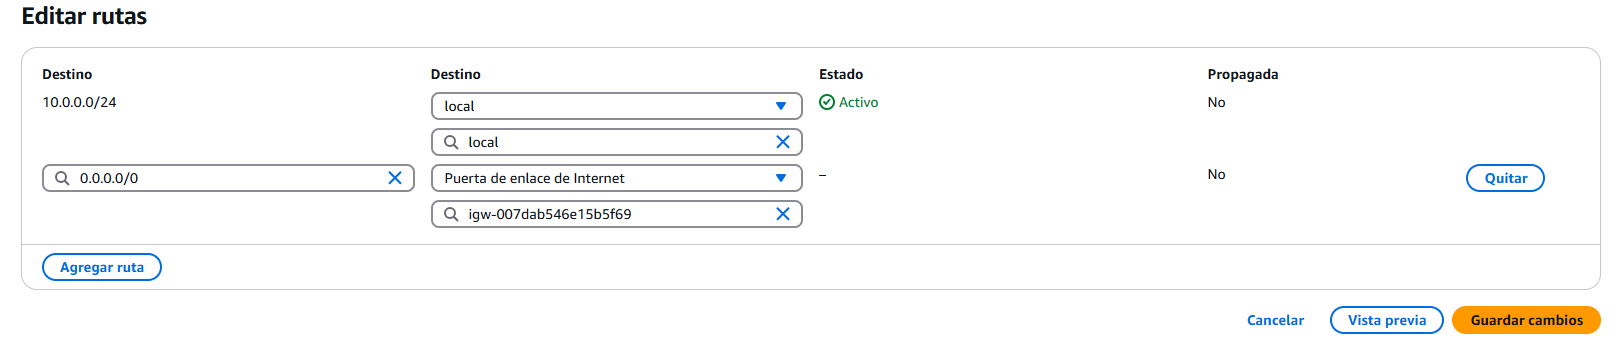 Editar rutas
Destino Destino Estado Propagada
10.0.0.0/24 local Activo No
local
0.0.0.0/0 Puerta de enlace de Internet – No Quitar
igw-007dab546e15b5f69
Agregar ruta
Cancelar Vista previa Guardar cambios